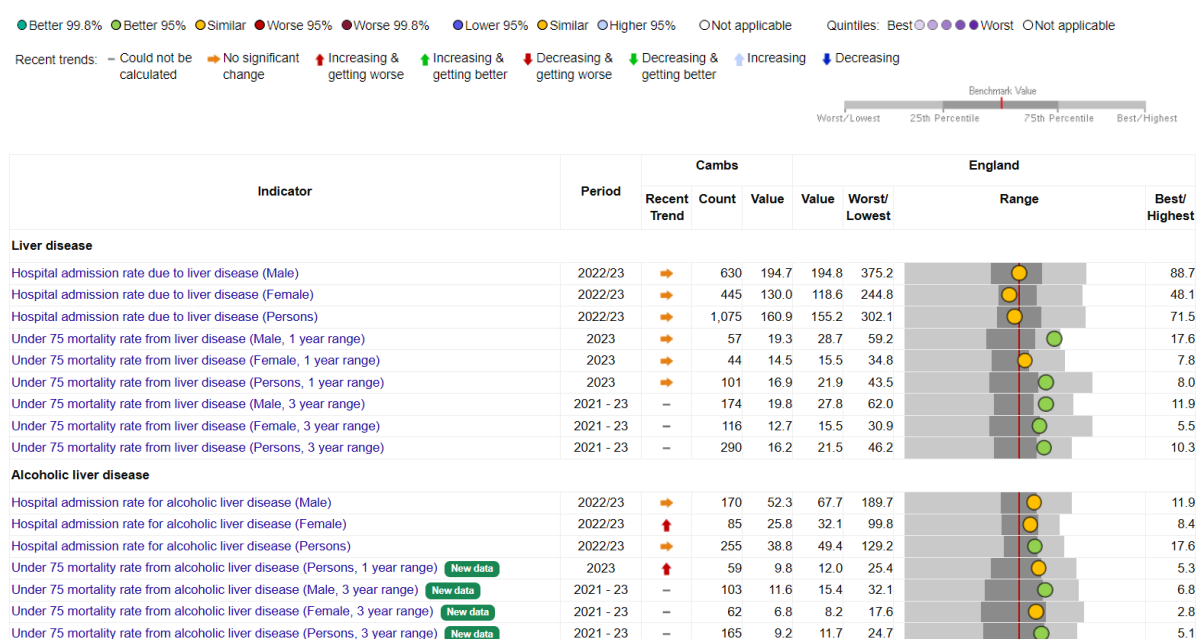 Better 99.8% Better 95% Similar Worse 95% Worse 99.8% Lower 95% Similar Higher 95% Not applicable Quintiles: Best Worst Not applicable
Recent trends: – Could not be calculated No significant change Increasing & getting worse Increasing & getting better Decreasing & getting worse Decreasing & getting better Increasing Decreasing
Benchmark Value
Worst/Lowest 25th Percentile 75th Percentile Best/Highest
Cambs England
Indicator Period Recent Trend Count Value Value Worst/Lowest Range Best/Highest
Liver disease
Hospital admission rate due to liver disease (Male) 2022/23 630 194.7 194.8 375.2 88.7
Hospital admission rate due to liver disease (Female) 2022/23 445 130.0 118.6 244.8 48.1
Hospital admission rate due to liver disease (Persons) 2022/23 1,075 160.9 155.2 302.1 71.5
Under 75 mortality rate from liver disease (Male, 1 year range) 2023 57 19.3 28.7 59.2 17.6
Under 75 mortality rate from liver disease (Female, 1 year range) 2023 44 14.5 15.5 34.8 7.8
Under 75 mortality rate from liver disease (Persons, 1 year range) 2023 101 16.9 21.9 43.5 8.0
Under 75 mortality rate from liver disease (Male, 3 year range) 2021 - 23 – 174 19.8 27.8 62.0 11.9
Under 75 mortality rate from liver disease (Female, 3 year range) 2021 - 23 – 116 12.7 15.5 30.9 5.5
Under 75 mortality rate from liver disease (Persons, 3 year range) 2021 - 23 – 290 16.2 21.5 46.2 10.3
Alcoholic liver disease
Hospital admission rate for alcoholic liver disease (Male) 2022/23 170 52.3 67.7 189.7 11.9
Hospital admission rate for alcoholic liver disease (Female) 2022/23 85 25.8 32.1 99.8 8.4
Hospital admission rate for alcoholic liver disease (Persons) 2022/23 255 38.8 49.4 129.2 17.6
Under 75 mortality rate from alcoholic liver disease (Persons, 1 year range) New data 2023 59 9.8 12.0 25.4 5.3
Under 75 mortality rate from alcoholic liver disease (Male, 3 year range) New data 2021 - 23 – 103 11.6 15.4 32.1 6.8
Under 75 mortality rate from alcoholic liver disease (Female, 3 year range) New data 2021 - 23 – 62 6.8 8.2 17.6 2.8
Under 75 mortality rate from alcoholic liver disease (Persons, 3 year range) New data 2021 - 23 – 165 9.2 11.7 24.7 5.1